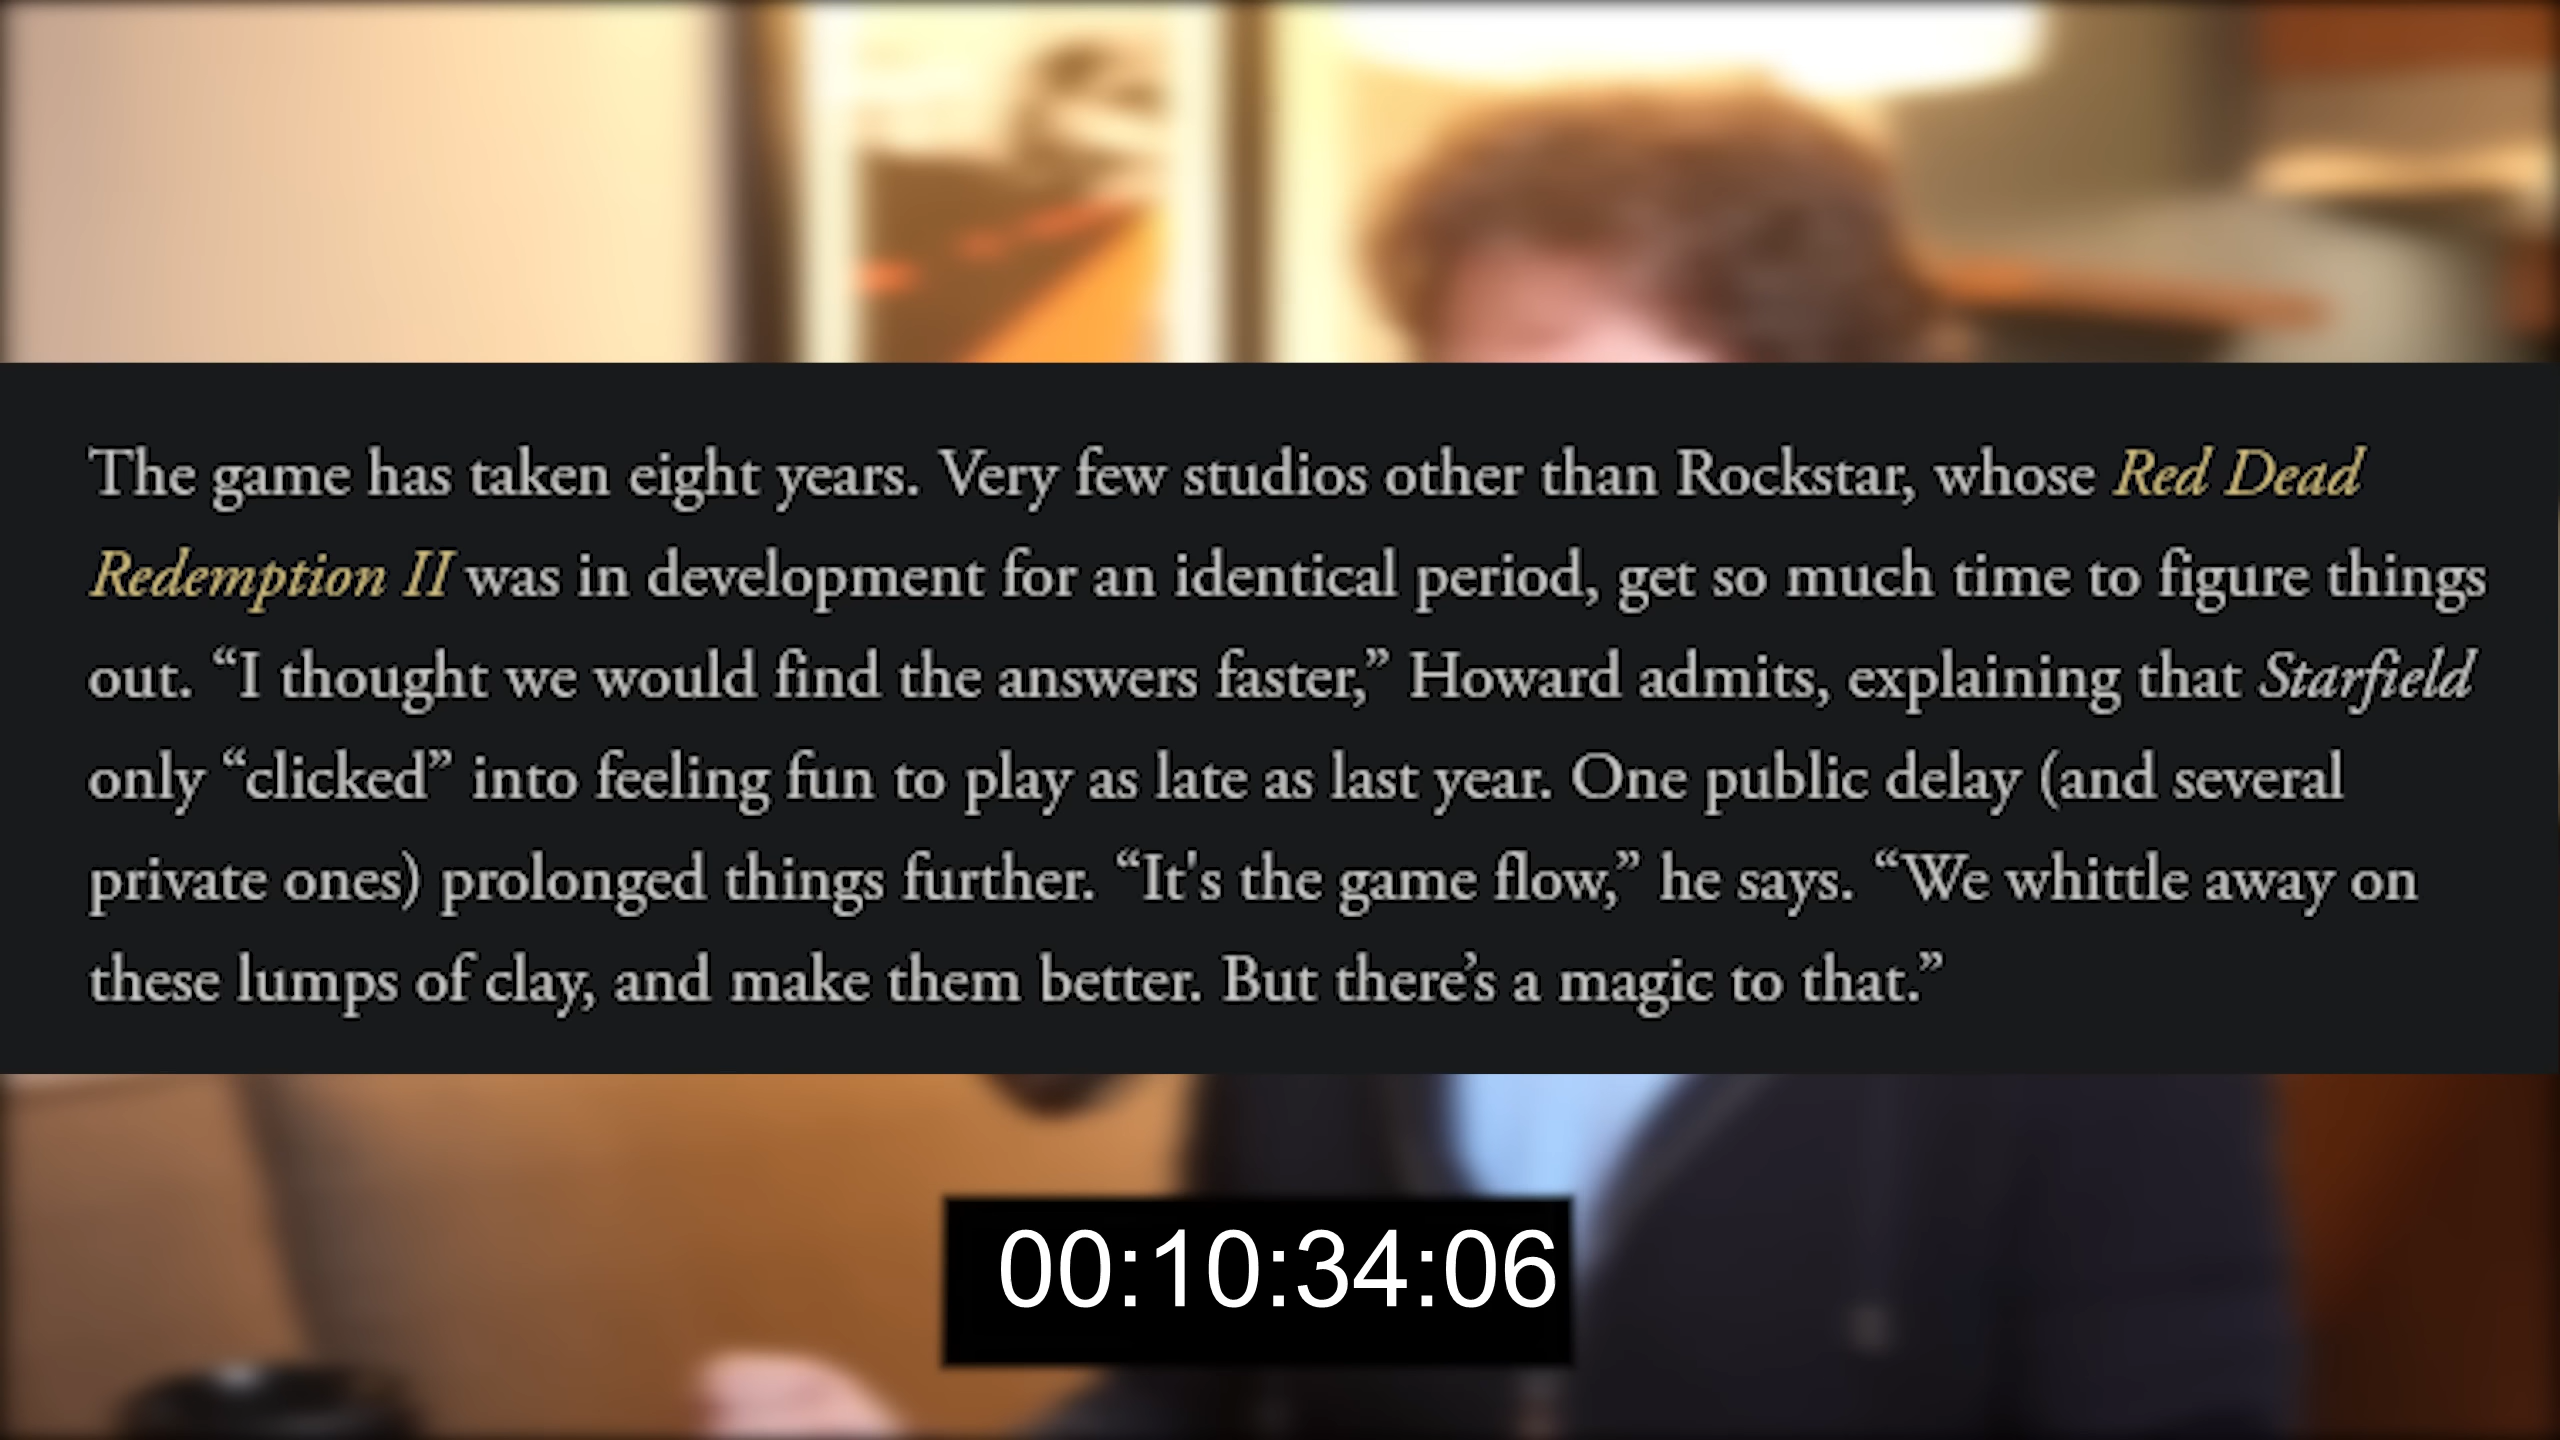 The game has taken eight years. Very few studios other than Rockstar, whose Red Dead
Redemption II was in development for an identical period, get so much time to figure things
out. “I thought we would find the answers faster,” Howard admits, explaining that Starfield
only “clicked” into feeling fun to play as late as last year. One public delay (and several
private ones) prolonged things further. “It's the game flow,” he says. “We whittle away on
these lumps of clay, and make them better. But there’s a magic to that.”
00:10:34:06